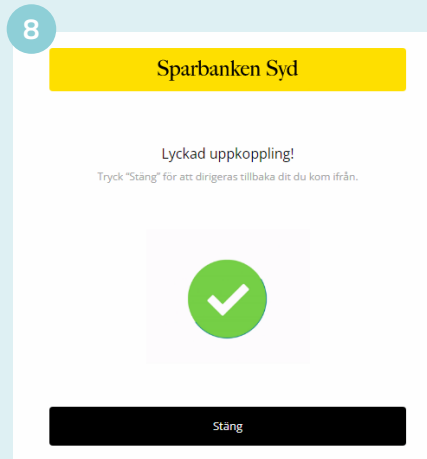 8
Sparbanken Syd
Lyckad uppkoppling!
Tryck "Stäng" för att dirigeras tillbaka dit du kom ifrån.
Stäng